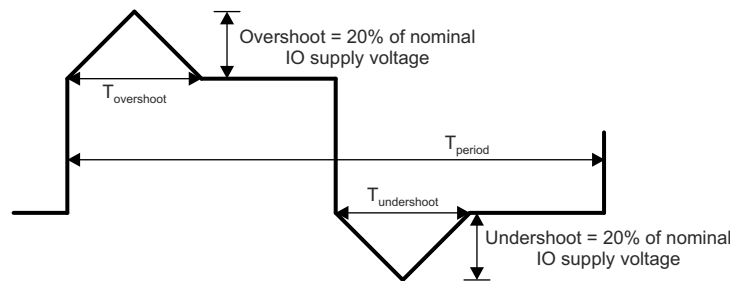 Overshoot = 20% of nominal
IO supply voltage
Tovershoot
Tperiod
Tundershoot
Undershoot = 20% of nominal
IO supply voltage